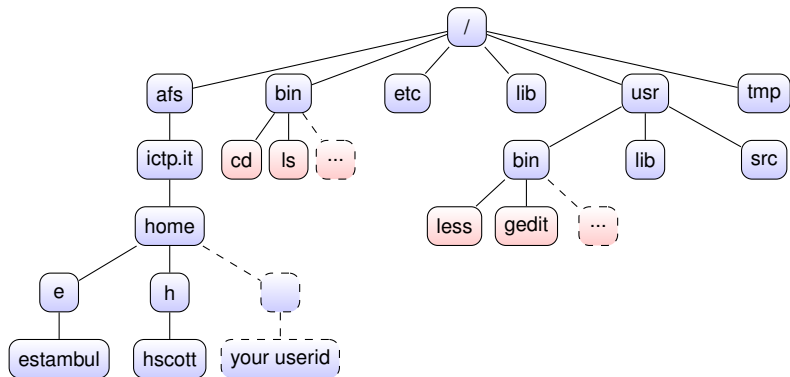 /
afs
bin
etc
lib
usr
tmp
ictp.it
cd
ls
...
bin
lib
src
home
less
gedit
...
e
h
estambul
hscott
your userid